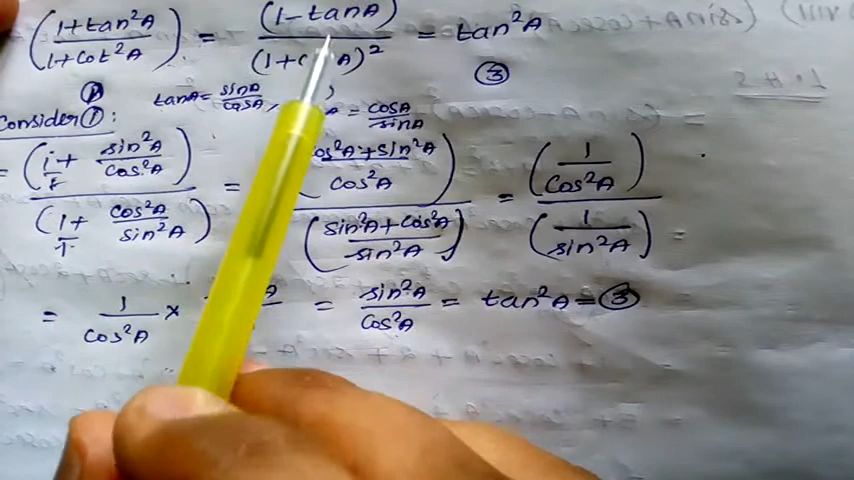 (1+tan²A / 1+cot²A) = (1-tanA) / (1+c A)² = tan²A
① ③
tanA = sinA/cosA, A = cosA/sinA
Consider ①:
= (1/1 + sin²A/cos²A) / (1/1 + cos²A/sin²A) = (cos²A+sin²A / cos²A) / (sin²A+cos²A / sin²A) = (1/cos²A) / (1/sin²A) =
= 1/cos²A × A = sin²A/cos²A = tan²A = ③